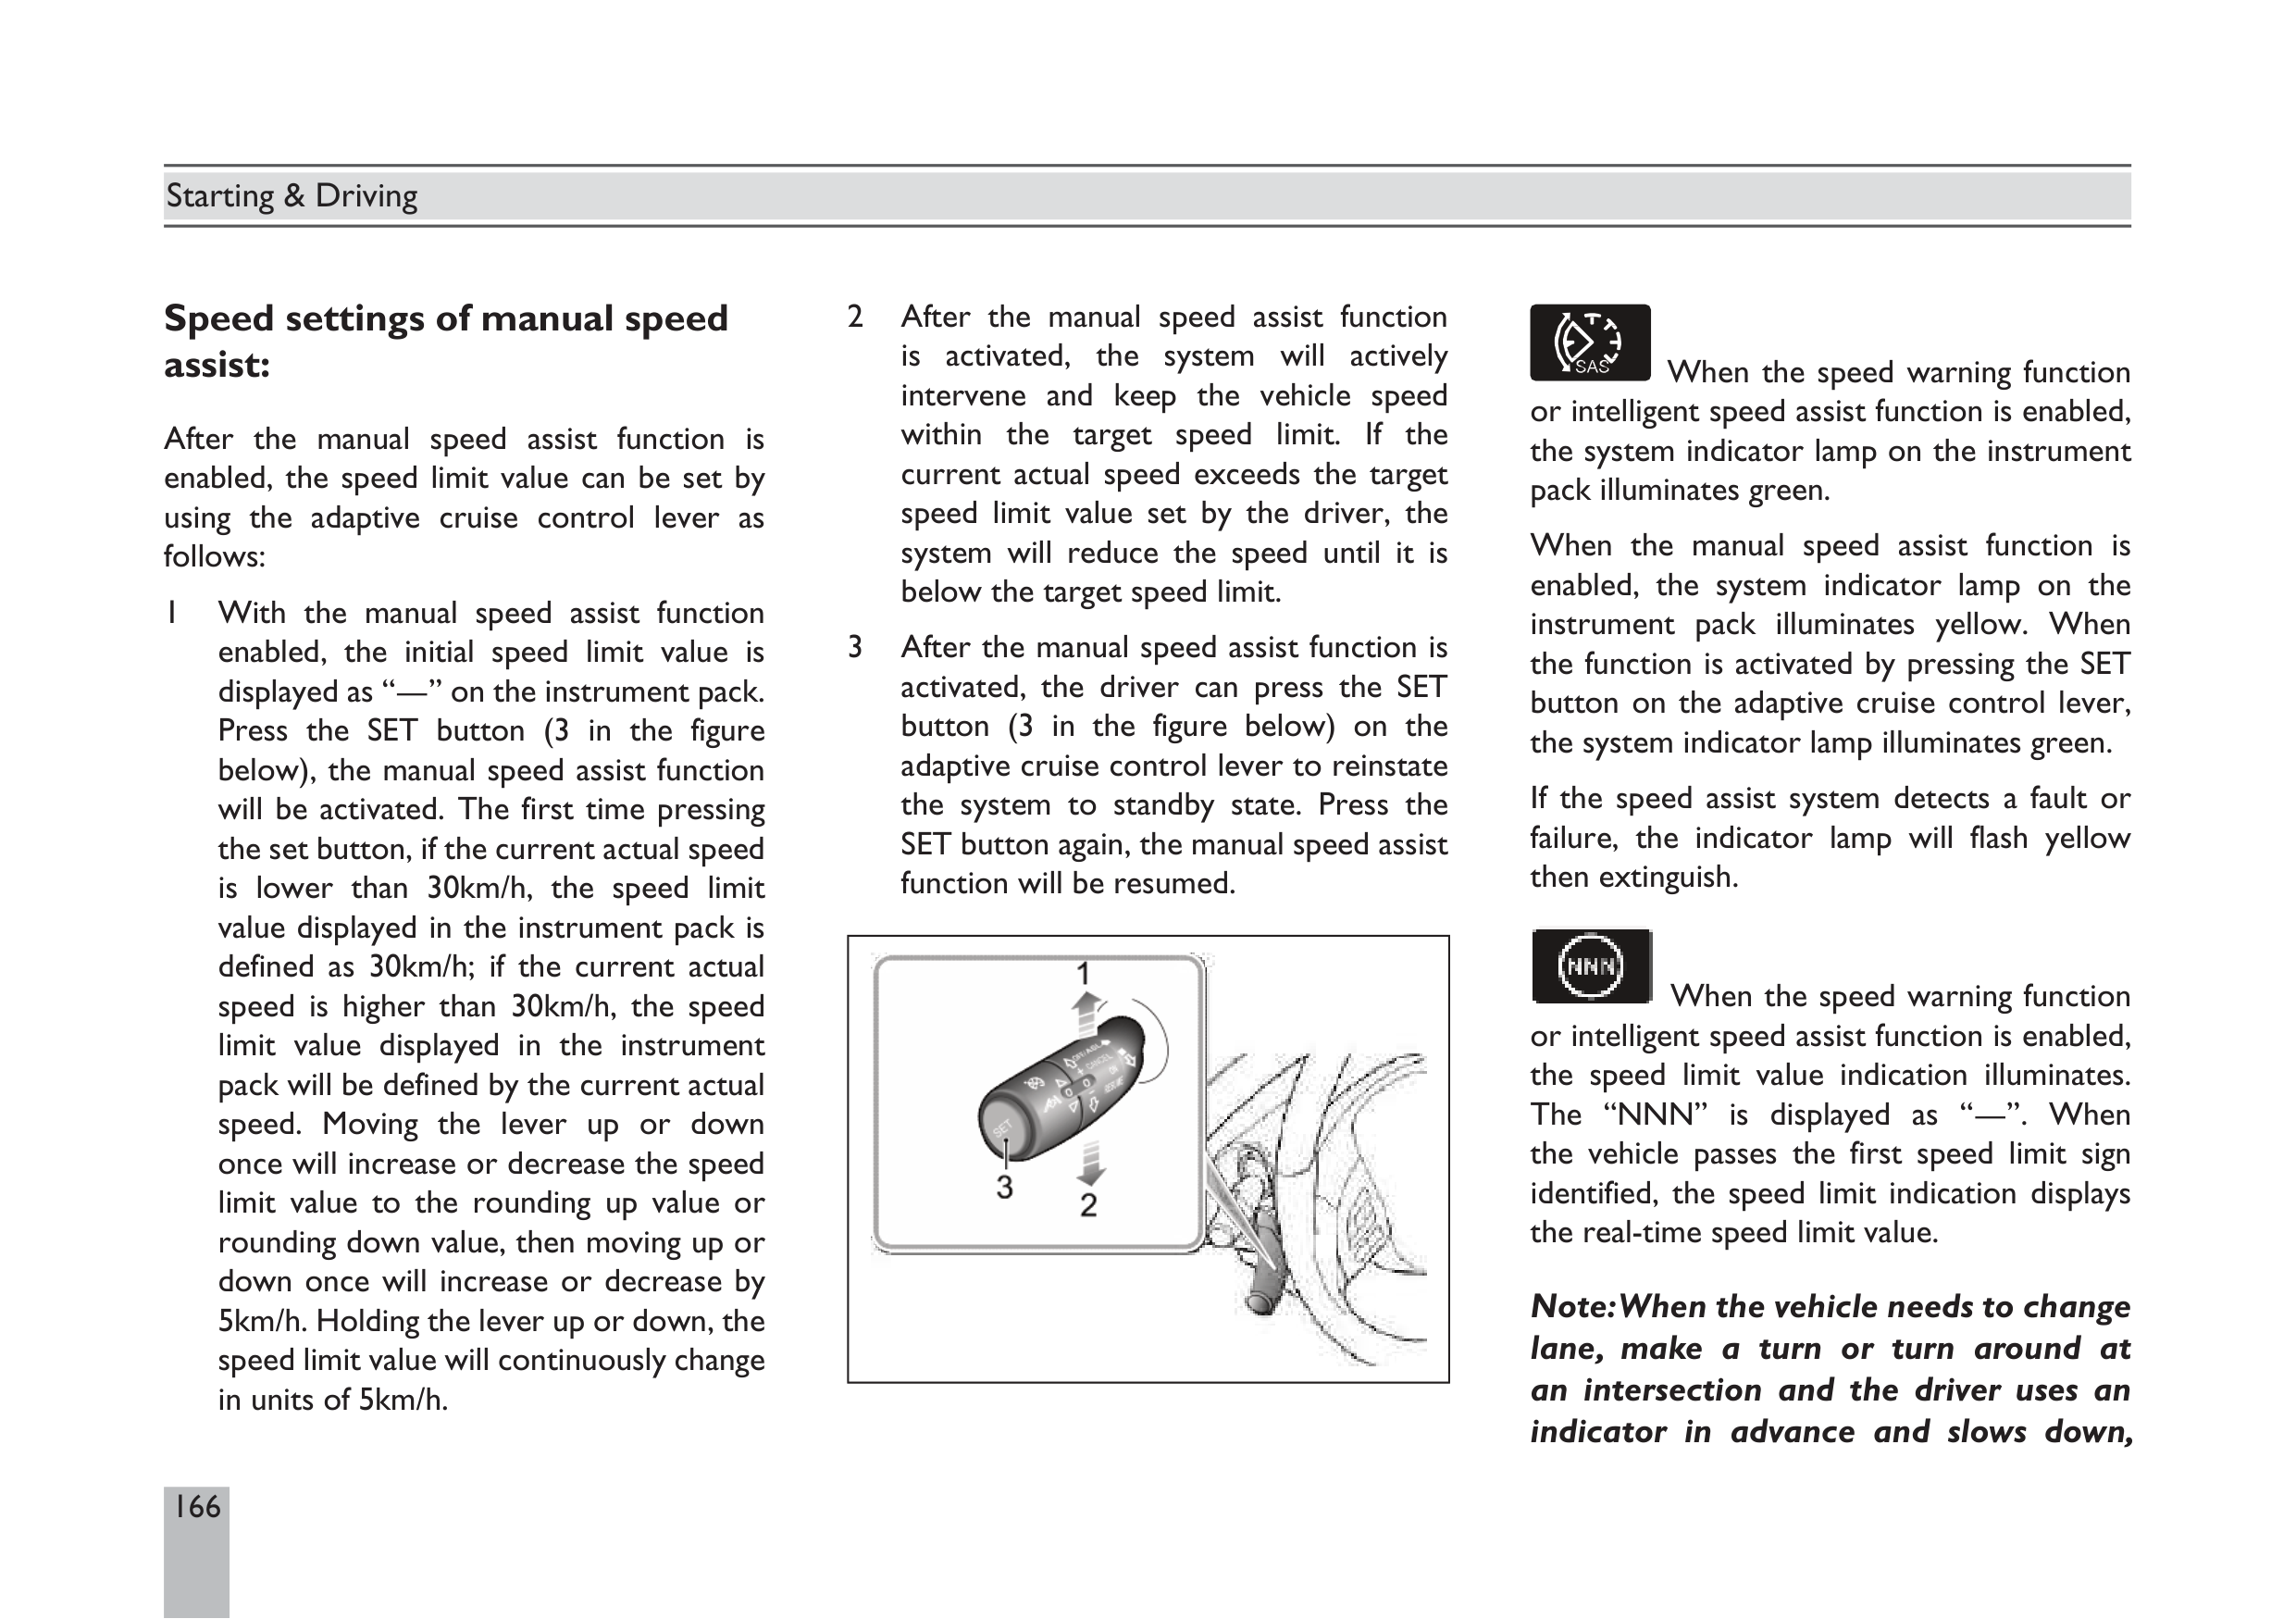 Starting & Driving
Speed settings of manual speed
assist:
After the manual speed assist function is
enabled, the speed limit value can be set by
using the adaptive cruise control lever as
follows:
1 With the manual speed assist function
enabled, the initial speed limit value is
displayed as “—” on the instrument pack.
Press the SET button (3 in the figure
below), the manual speed assist function
will be activated. The first time pressing
the set button, if the current actual speed
is lower than 30km/h, the speed limit
value displayed in the instrument pack is
defined as 30km/h; if the current actual
speed is higher than 30km/h, the speed
limit value displayed in the instrument
pack will be defined by the current actual
speed. Moving the lever up or down
once will increase or decrease the speed
limit value to the rounding up value or
rounding down value, then moving up or
down once will increase or decrease by
5km/h. Holding the lever up or down, the
speed limit value will continuously change
in units of 5km/h.
2 After the manual speed assist function
is activated, the system will actively
intervene and keep the vehicle speed
within the target speed limit. If the
current actual speed exceeds the target
speed limit value set by the driver, the
system will reduce the speed until it is
below the target speed limit.
3 After the manual speed assist function is
activated, the driver can press the SET
button (3 in the figure below) on the
adaptive cruise control lever to reinstate
the system to standby state. Press the
SET button again, the manual speed assist
function will be resumed.
1
CANCEL
SET
3
2
SAS
When the speed warning function
or intelligent speed assist function is enabled,
the system indicator lamp on the instrument
pack illuminates green.
When the manual speed assist function is
enabled, the system indicator lamp on the
instrument pack illuminates yellow. When
the function is activated by pressing the SET
button on the adaptive cruise control lever,
the system indicator lamp illuminates green.
If the speed assist system detects a fault or
failure, the indicator lamp will flash yellow
then extinguish.
NNN
When the speed warning function
or intelligent speed assist function is enabled,
the speed limit value indication illuminates.
The “NNN” is displayed as “—”. When
the vehicle passes the first speed limit sign
identified, the speed limit indication displays
the real-time speed limit value.
Note: When the vehicle needs to change
lane, make a turn or turn around at
an intersection and the driver uses an
indicator in advance and slows down,
166